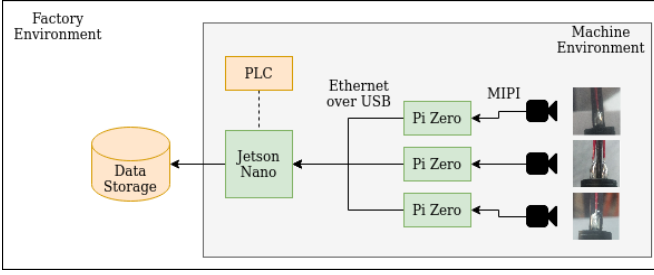 Factory
Environment
Machine
Environment
PLC
Ethernet
over USB
MIPI
Pi Zero
Jetson
Nano
Pi Zero
Data
Storage
Pi Zero